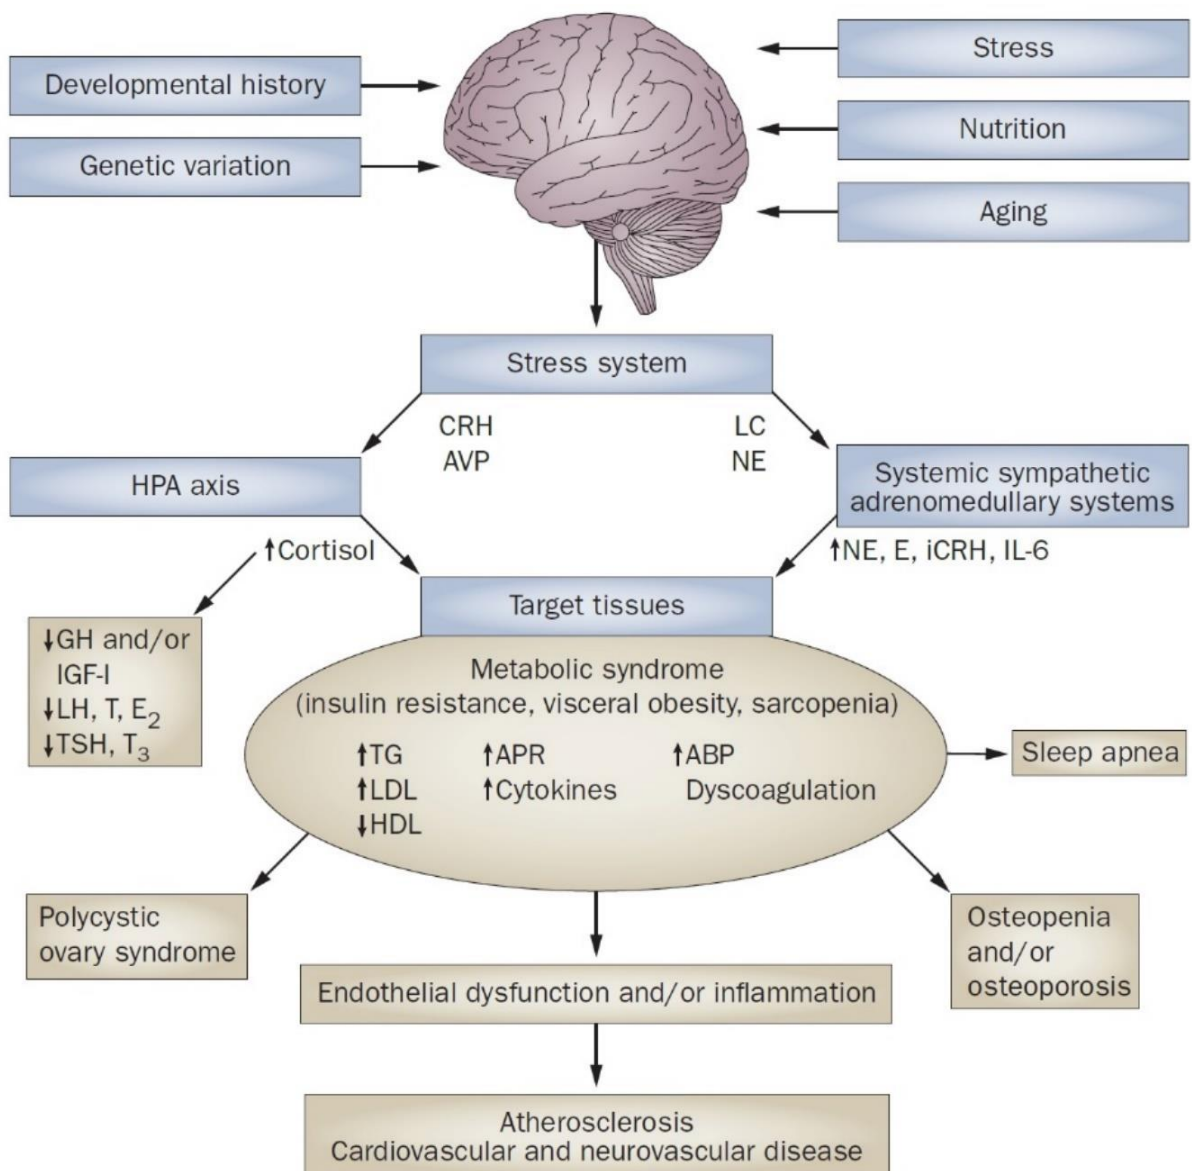 Developmental history
Genetic variation
Stress
Nutrition
Aging
Stress system
CRH
AVP
LC
NE
HPA axis
Systemic sympathetic
adrenomedullary systems
↑Cortisol
↑NE, E, iCRH, IL-6
Target tissues
↓GH and/or
IGF-I
↓LH, T, E₂
↓TSH, T₃
Metabolic syndrome
(insulin resistance, visceral obesity, sarcopenia)
↑TG
↑LDL
↓HDL
↑APR
↑Cytokines
↑ABP
Dyscoagulation
Sleep apnea
Polycystic
ovary syndrome
Osteopenia
and/or
osteoporosis
Endothelial dysfunction and/or inflammation
Atherosclerosis
Cardiovascular and neurovascular disease